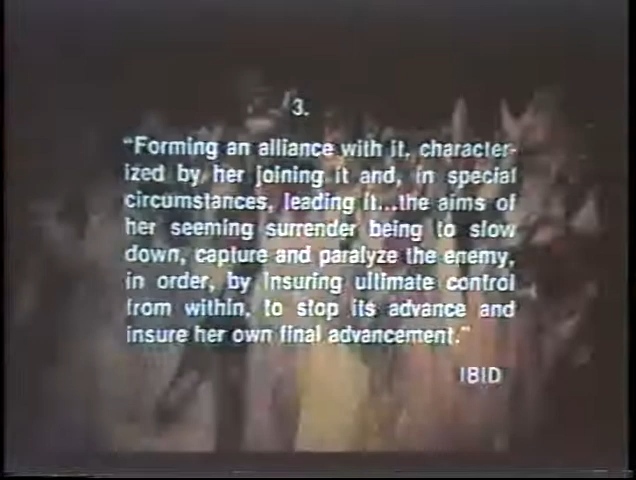 3.
"Forming an alliance with it, character-
ized by her joining it and, in special
circumstances, leading it...the aims of
her seeming surrender being to slow
down, capture and paralyze the enemy,
in order, by insuring ultimate control
from within, to stop its advance and
insure her own final advancement."
IBID